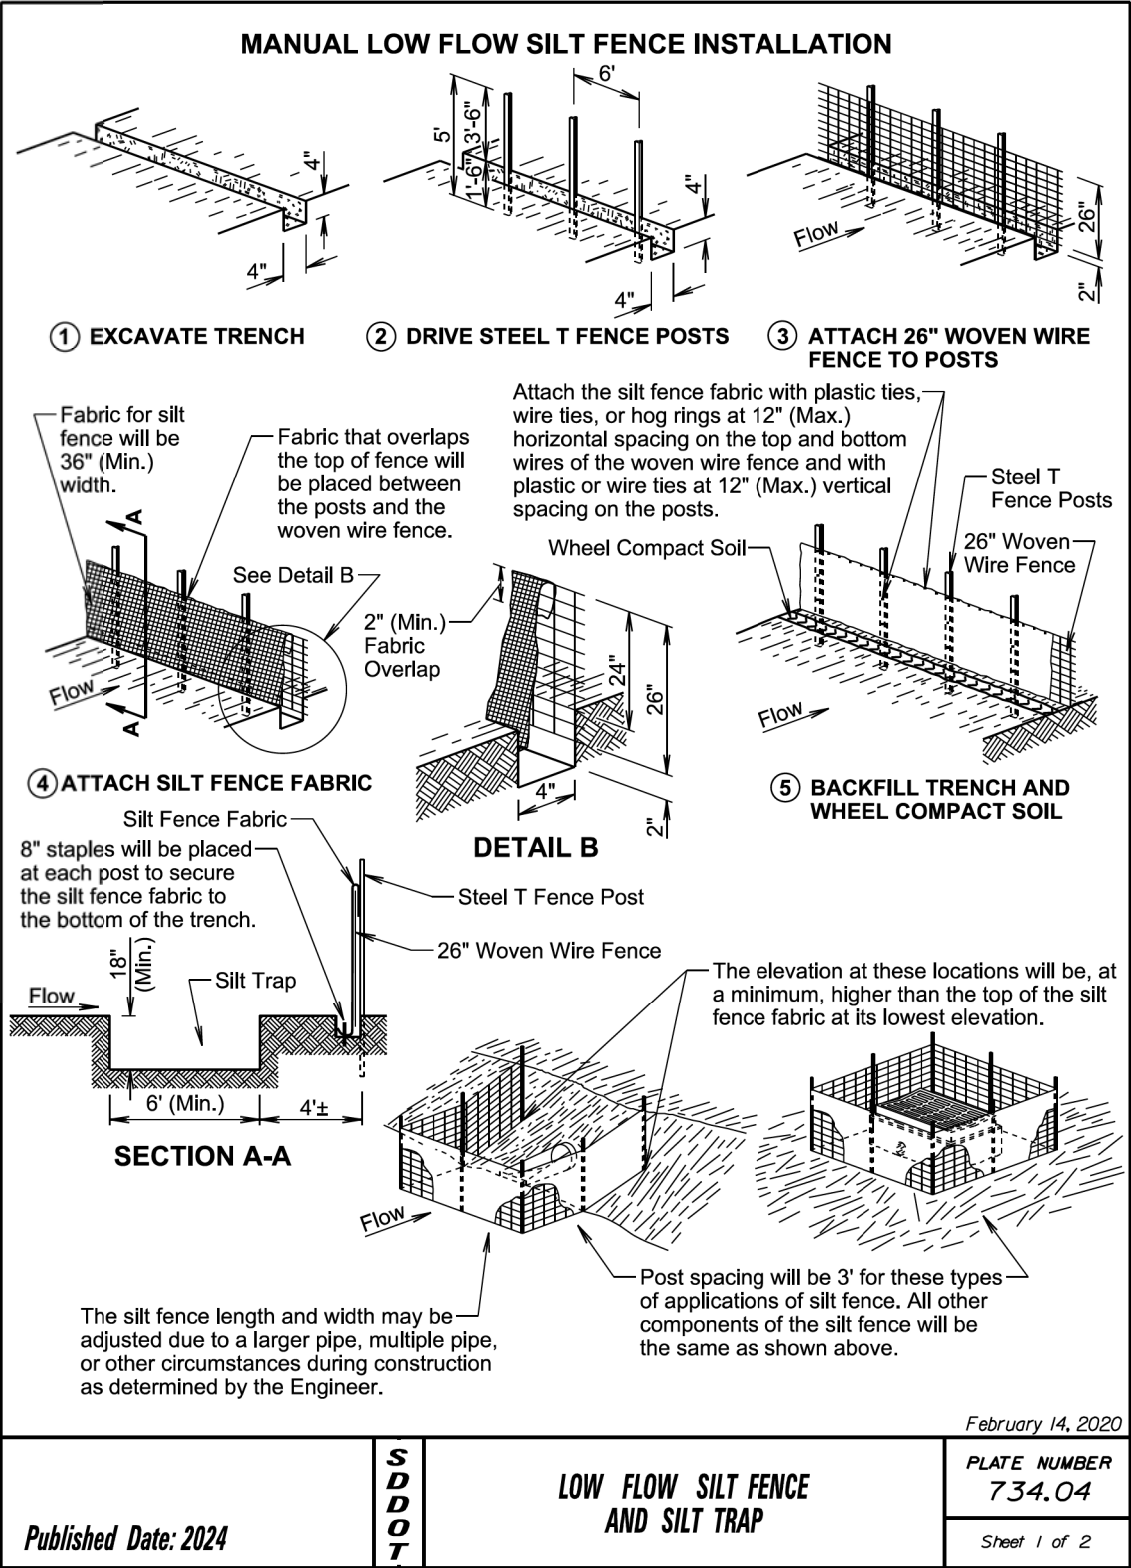 MANUAL LOW FLOW SILT FENCE INSTALLATION
4"
4"
① EXCAVATE TRENCH
6'
5'
3'-6"
1'-6"
4"
4"
② DRIVE STEEL T FENCE POSTS
Flow
26"
2"
③ ATTACH 26" WOVEN WIRE
FENCE TO POSTS
Fabric for silt
fence will be
36" (Min.)
width.
Fabric that overlaps
the top of fence will
be placed between
the posts and the
woven wire fence.
A
See Detail B
Flow
A
④ ATTACH SILT FENCE FABRIC
Attach the silt fence fabric with plastic ties,
wire ties, or hog rings at 12" (Max.)
horizontal spacing on the top and bottom
wires of the woven wire fence and with
plastic or wire ties at 12" (Max.) vertical
spacing on the posts.
2" (Min.)
Fabric
Overlap
24"
26"
4"
2"
DETAIL B
Steel T
Fence Posts
Wheel Compact Soil
26" Woven
Wire Fence
Flow
⑤ BACKFILL TRENCH AND
WHEEL COMPACT SOIL
Silt Fence Fabric
8" staples will be placed
at each post to secure
the silt fence fabric to
the bottom of the trench.
Steel T Fence Post
26" Woven Wire Fence
18"
(Min.)
Silt Trap
Flow
6' (Min.)
4'±
SECTION A-A
The elevation at these locations will be, at
a minimum, higher than the top of the silt
fence fabric at its lowest elevation.
Flow
Post spacing will be 3' for these types
of applications of silt fence. All other
components of the silt fence will be
the same as shown above.
The silt fence length and width may be
adjusted due to a larger pipe, multiple pipe,
or other circumstances during construction
as determined by the Engineer.
February 14, 2020
Published Date: 2024
S
D
D
O
T
LOW FLOW SILT FENCE
AND SILT TRAP
PLATE NUMBER
734.04
Sheet 1 of 2